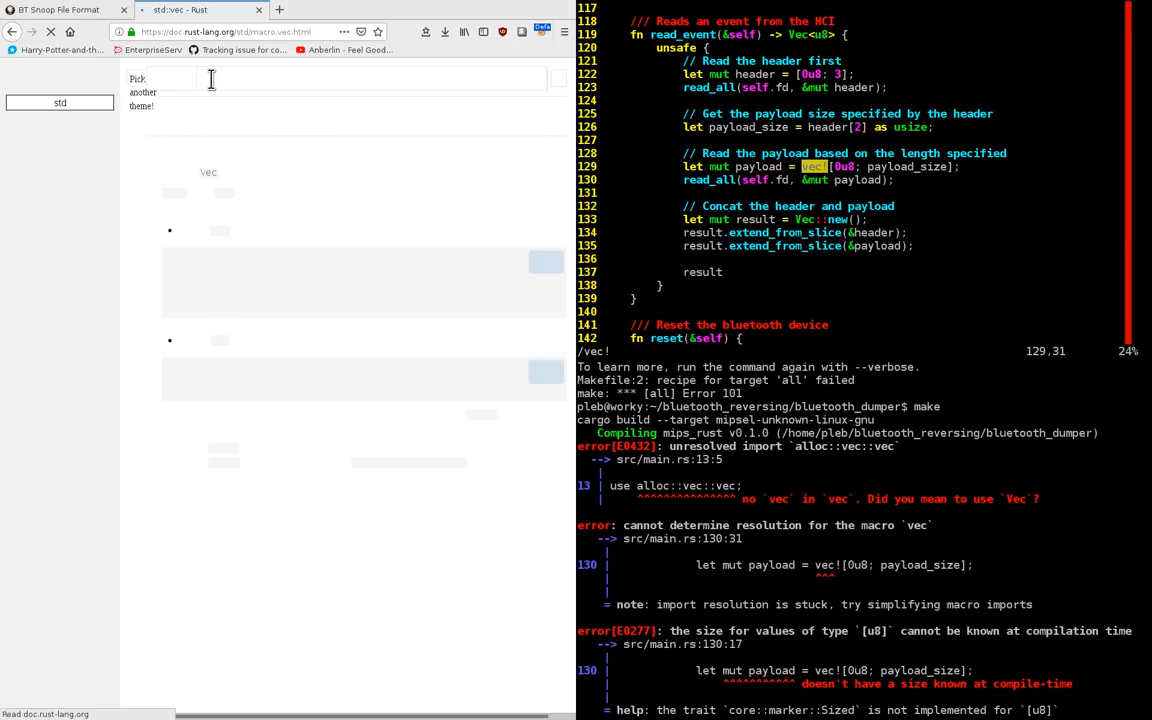 BT Snoop File Format
std::vec - Rust
https://doc.rust-lang.org/std/macro.vec.html
Harry-Potter-and-th...
EnterpriseServ
Tracking issue for co...
Anberlin - Feel Good...
Pick
another
theme!
std
vec
Read doc.rust-lang.org
117
118 /// Reads an event from the HCI
119 fn read_event(&self) -> Vec<u8> {
120 unsafe {
121 // Read the header first
122 let mut header = [0u8; 3];
123 read_all(self.fd, &mut header);
124
125 // Get the payload size specified by the header
126 let payload_size = header[2] as usize;
127
128 // Read the payload based on the length specified
129 let mut payload = vec![0u8; payload_size];
130 read_all(self.fd, &mut payload);
131
132 // Concat the header and payload
133 let mut result = Vec::new();
134 result.extend_from_slice(&header);
135 result.extend_from_slice(&payload);
136
137 result
138 }
139 }
140
141 /// Reset the bluetooth device
142 fn reset(&self) {
/vec! 129,31 24%
To learn more, run the command again with --verbose.
Makefile:2: recipe for target 'all' failed
make: *** [all] Error 101
pleb@worky:~/bluetooth_reversing/bluetooth_dumper$ make
cargo build --target mipsel-unknown-linux-gnu
Compiling mips_rust v0.1.0 (/home/pleb/bluetooth_reversing/bluetooth_dumper)
error[E0432]: unresolved import `alloc::vec::vec`
--> src/main.rs:13:5
|
13 | use alloc::vec::vec;
| ^^^^^^^^^^^^^^^ no `vec` in `vec`. Did you mean to use `Vec`?
error: cannot determine resolution for the macro `vec`
--> src/main.rs:130:31
|
130 | let mut payload = vec![0u8; payload_size];
| ^^^
|
= note: import resolution is stuck, try simplifying macro imports
error[E0277]: the size for values of type `[u8]` cannot be known at compilation time
--> src/main.rs:130:17
|
130 | let mut payload = vec![0u8; payload_size];
| ^^^^^^^^^^^ doesn't have a size known at compile-time
|
= help: the trait `core::marker::Sized` is not implemented for `[u8]`